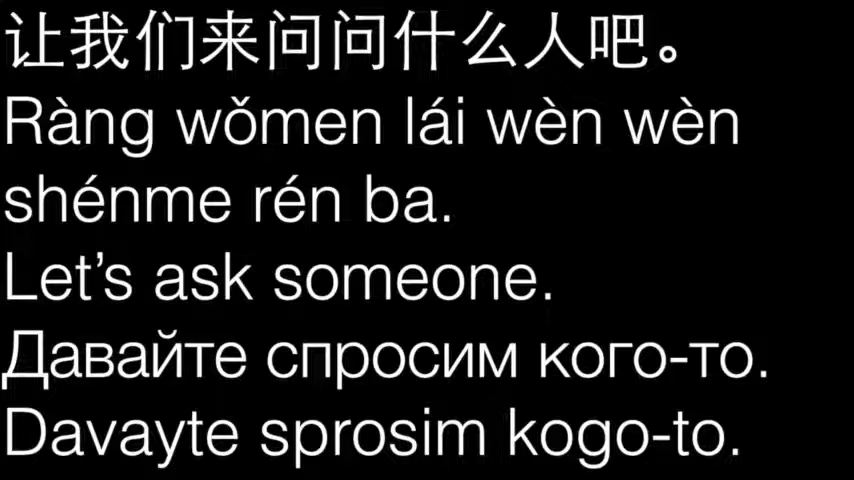 让我们来问问什么人吧。
Ràng wǒmen lái wèn wèn
shénme rén ba.
Let’s ask someone.
Давайте спросим кого-то.
Davayte sprosim kogo-to.